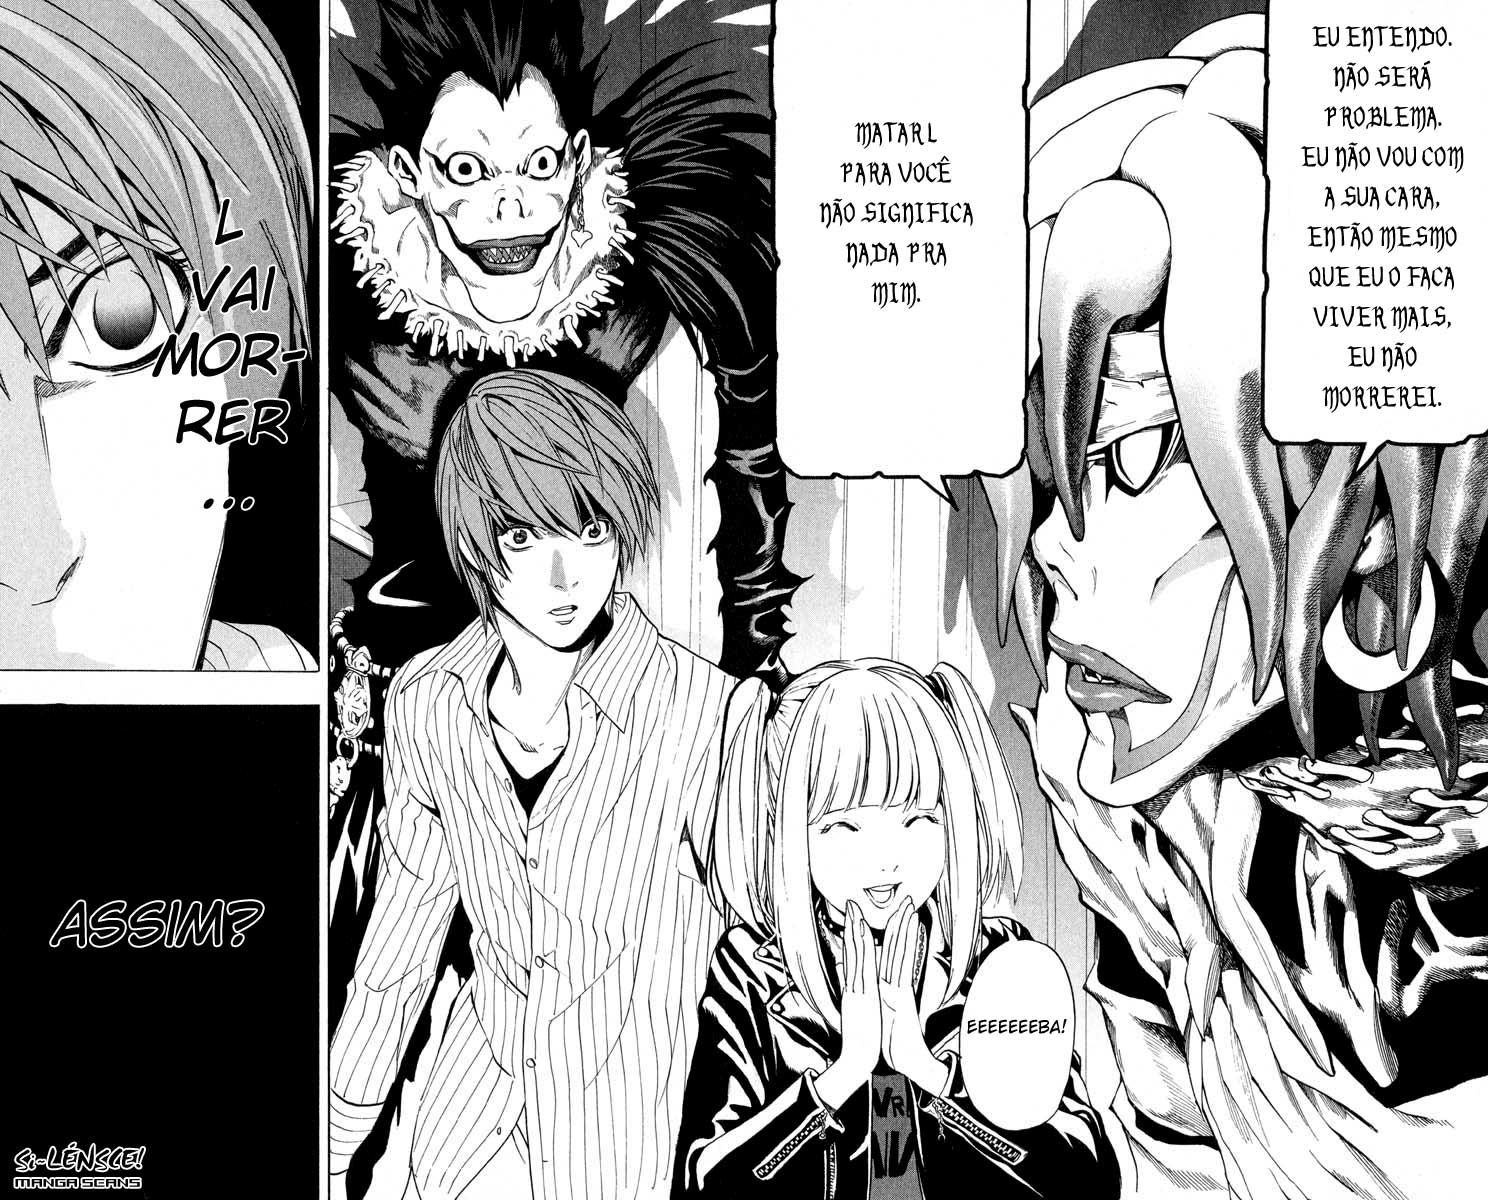 EU ENTENDO.
NÃO SERÁ
PROBLEMA.
EU NÃO VOU COM
A SUA CARA,
ENTÃO MESMO
QUE EU O FAÇA
VIVER MAIS,
EU NÃO
MORREREI.
MATAR L
PARA VOCÊ
NÃO SIGNIFICA
NADA PRA
MIM.
EEEEEEEBA!
L
VAI
MOR-
RER
...
ASSIM?
Si-LÉNSCE!
MANGA SCANS